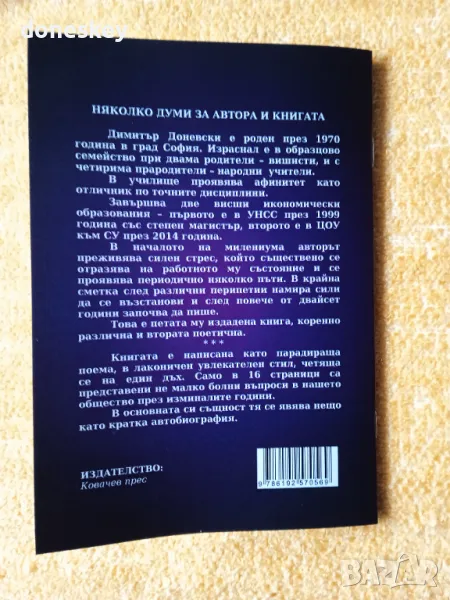 doneskey
НЯКОЛКО ДУМИ ЗА АВТОРА И КНИГАТА
Димитър Доневски е роден през 1970
година в град София. Израснал е в образцово
семейство при двама родители – висшисти, и с
четирима прародители – народни учители.
В училище проявява афинитет като
отличник по точните дисциплини.
Завършва две висши икономически
образования – първото е в УНСС през 1999
година със степен магистър, второто е в ЦОУ
към СУ през 2014 година.
В началото на милениума авторът
преживява силен стрес, който съществено се
отразява на работното му състояние и се
проявява периодично няколко пъти. В крайна
сметка след различни перипетии намира сили
да се възстанови и след повече от двайсет
години започва да пише.
Това е петата му издадена книга, коренно
различна и втората поетична.
***
Книгата е написана като парадираща
поема, в лаконичен увлекателен стил, четяща
се на един дъх. Само в 16 страници са
представени не малко болни въпроси в нашето
общество през изминалите години.
В основната си същност тя се явява нещо
като кратка автобиография.
ИЗДАТЕЛСТВО:
Ковачев прес
9 786192 570569
BAZAR